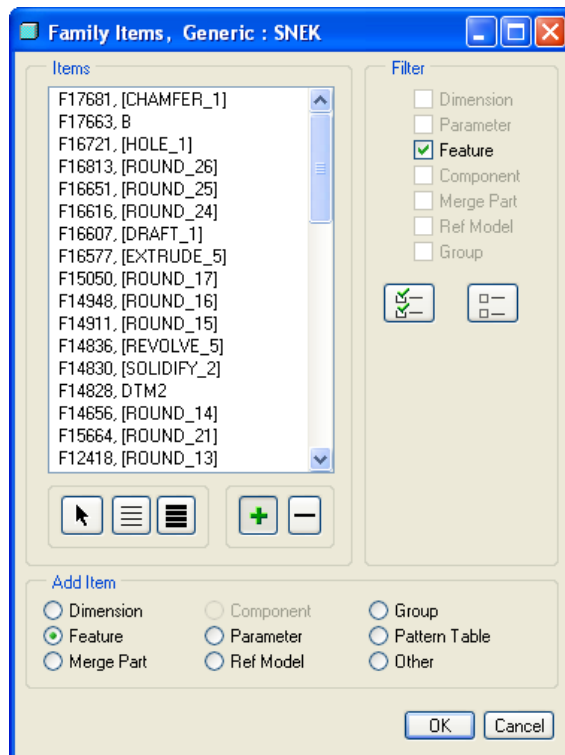 Family Items, Generic : SNEK
Items
F17681, [CHAMFER_1]
F17663, B
F16721, [HOLE_1]
F16813, [ROUND_26]
F16651, [ROUND_25]
F16616, [ROUND_24]
F16607, [DRAFT_1]
F16577, [EXTRUDE_5]
F15050, [ROUND_17]
F14948, [ROUND_16]
F14911, [ROUND_15]
F14836, [REVOLVE_5]
F14830, [SOLIDIFY_2]
F14828, DTM2
F14656, [ROUND_14]
F15664, [ROUND_21]
F12418, [ROUND_13]
Filter
Dimension
Parameter
Feature
Component
Merge Part
Ref Model
Group
Add Item
Dimension
Component
Group
Feature
Parameter
Pattern Table
Merge Part
Ref Model
Other
OK
Cancel